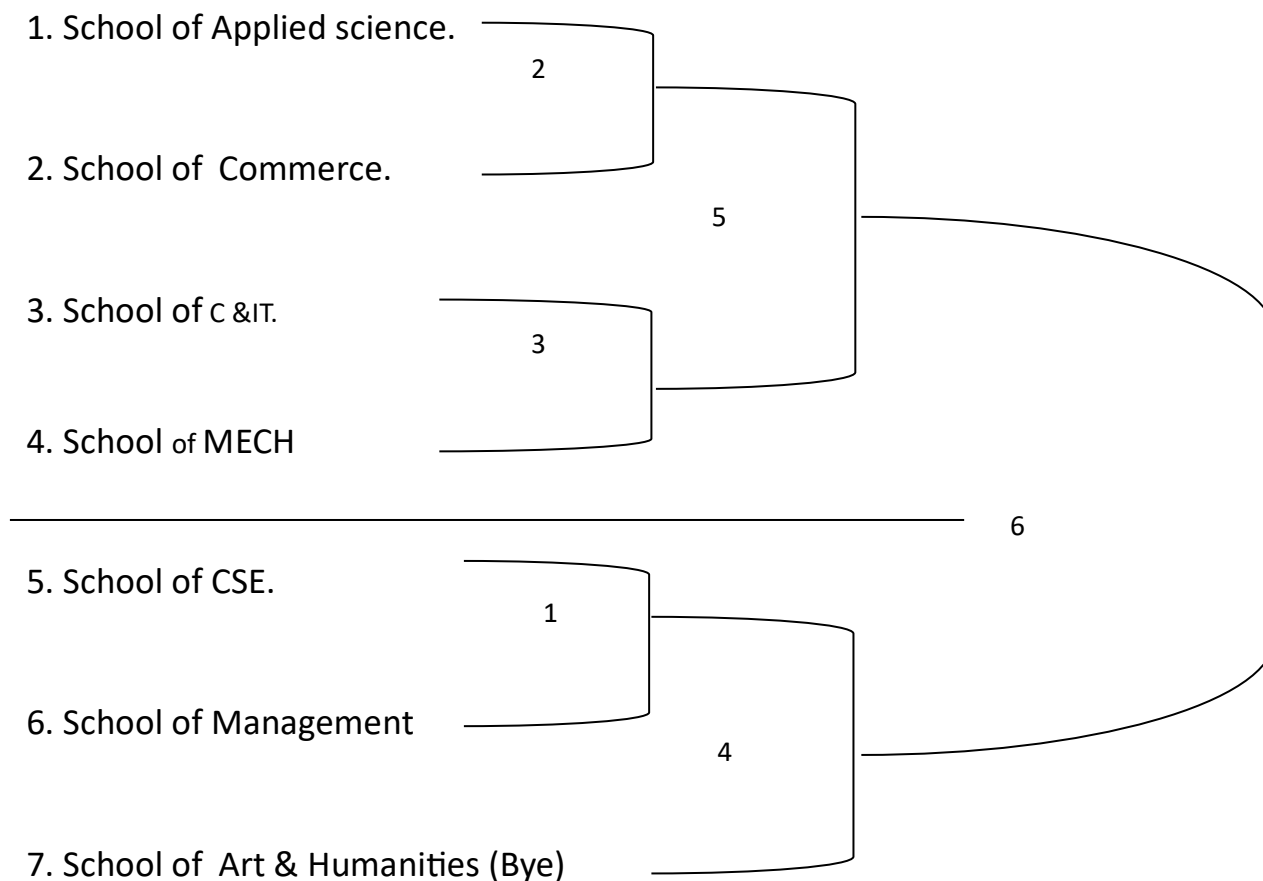 1. School of Applied science.
2
2. School of Commerce.
5
3. School of C &IT.
3
4. School of MECH
6
5. School of CSE.
1
6. School of Management
4
7. School of Art & Humanities (Bye)